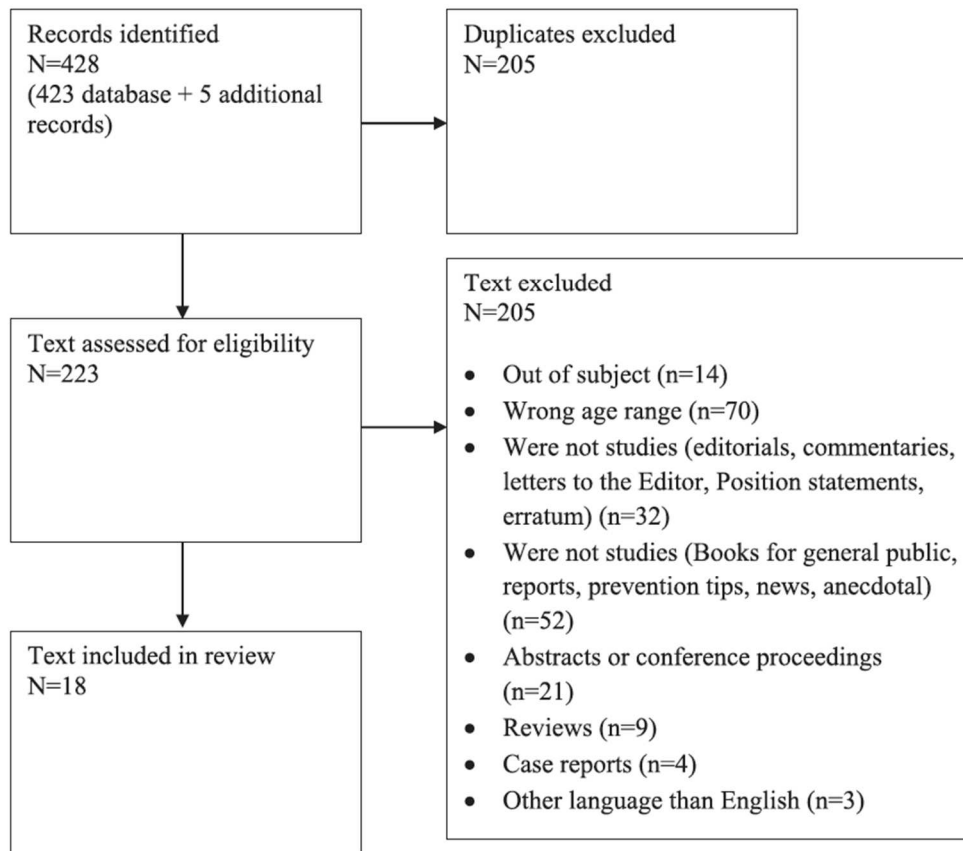 Records identified
N=428
(423 database + 5 additional
records)
Duplicates excluded
N=205
Text assessed for eligibility
N=223
Text excluded
N=205
• Out of subject (n=14)
• Wrong age range (n=70)
• Were not studies (editorials, commentaries,
letters to the Editor, Position statements,
erratum) (n=32)
• Were not studies (Books for general public,
reports, prevention tips, news, anecdotal)
(n=52)
• Abstracts or conference proceedings
(n=21)
• Reviews (n=9)
• Case reports (n=4)
• Other language than English (n=3)
Text included in review
N=18